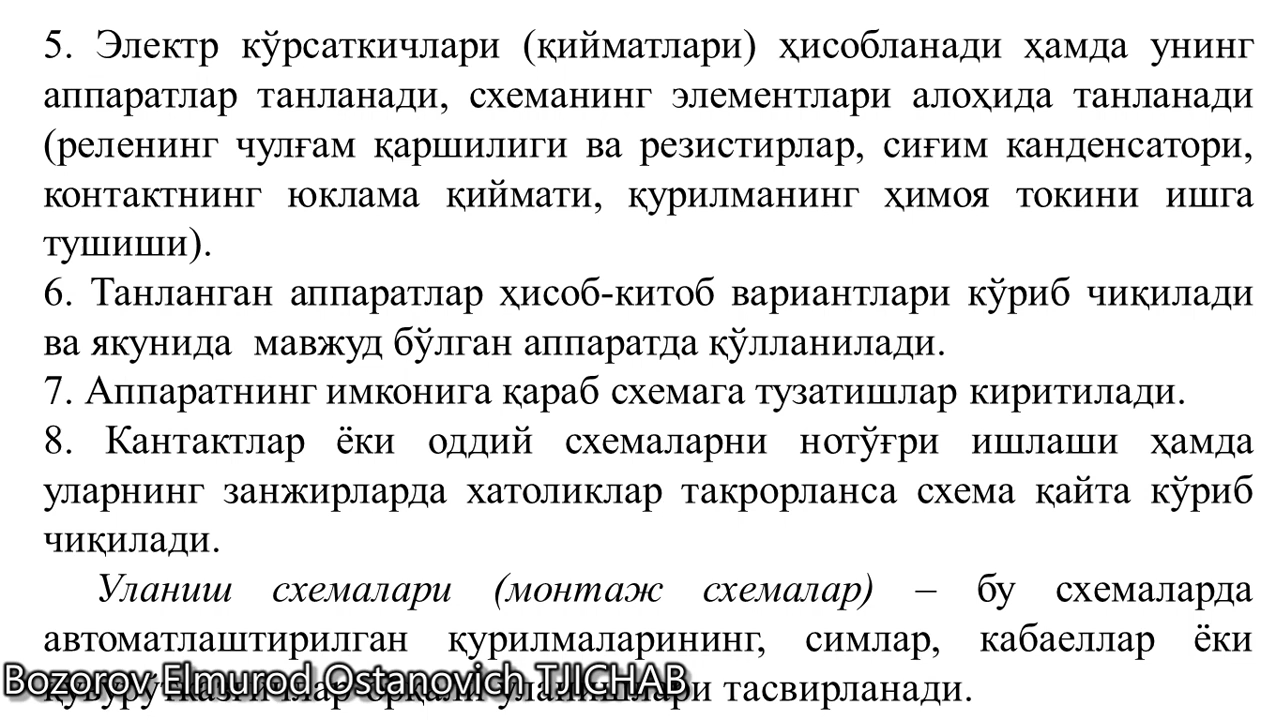 5. Электр кўрсаткичлари (қийматлари) ҳисобланади ҳамда унинг
аппаратлар танланади, схеманинг элементлари алоҳида танланади
(реленинг чулғам қаршилиги ва резистирлар, сиғим канденсатори,
контактнинг юклама қиймати, қурилманинг ҳимоя токини ишга
тушиши).
6. Танланган аппаратлар ҳисоб-китоб вариантлари кўриб чиқилади
ва якунида мавжуд бўлган аппаратда қўлланилади.
7. Аппаратнинг имконига қараб схемага тузатишлар киритилади.
8. Кантактлар ёки оддий схемаларни нотўғри ишлаши ҳамда
уларнинг занжирларда хатоликлар такрорланса схема қайта кўриб
чиқилади.
Уланиш схемалари (монтаж схемалар) – бу схемаларда
автоматлаштирилган қурилмаларининг, симлар, кабаеллар ёки
Bozorov Elmurod Ostanovich TJICHAB
орқали уланишлари тасвирланади.